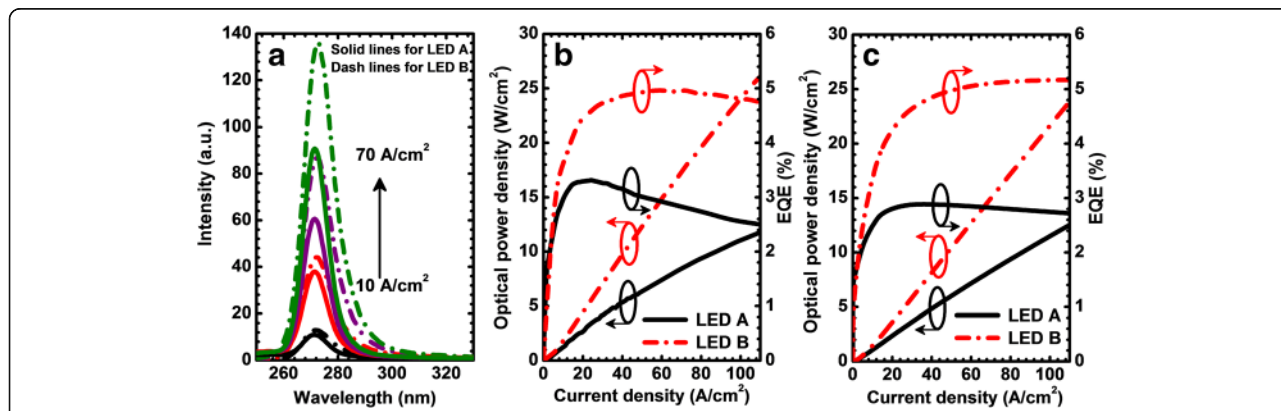 a
Solid lines for LED A.
Dash lines for LED B.
70 A/cm²
10 A/cm²
Intensity (a.u.)
140
120
100
80
60
40
20
0
260 280 300 320
Wavelength (nm)
b
Optical power density (W/cm²)
30
25
20
15
10
5
0
EQE (%)
6
5
4
3
2
1
0
LED A
LED B
0 20 40 60 80 100
Current density (A/cm²)
c
Optical power density (W/cm²)
30
25
20
15
10
5
0
EQE (%)
6
5
4
3
2
1
0
LED A
LED B
0 20 40 60 80 100
Current density (A/cm²)